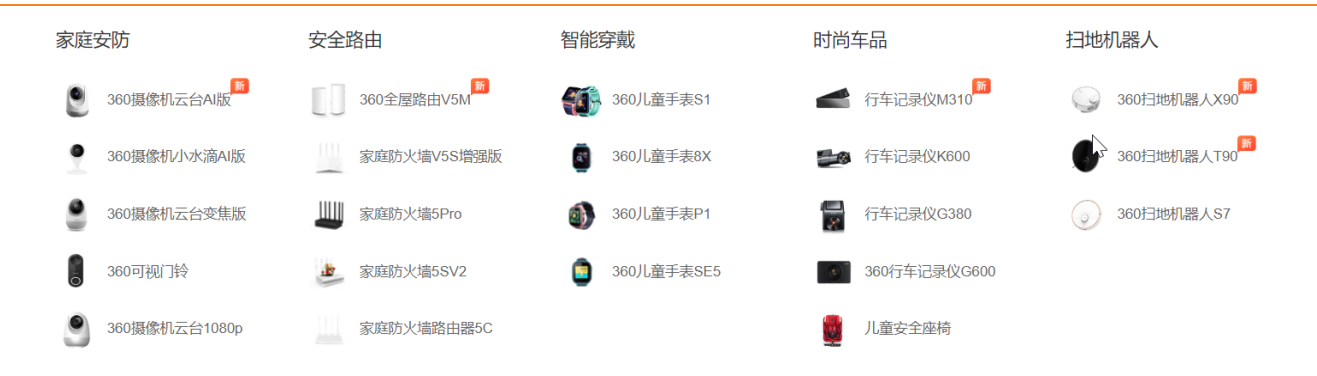 家庭安防
360摄像机云台AI版 新
360摄像机小水滴AI版
360摄像机云台变焦版
360可视门铃
360摄像机云台1080p
安全路由
360全屋路由V5M 新
家庭防火墙V5S增强版
家庭防火墙5Pro
家庭防火墙5SV2
家庭防火墙路由器5C
智能穿戴
360儿童手表S1
360儿童手表8X
360儿童手表P1
360儿童手表SE5
时尚车品
行车记录仪M310 新
行车记录仪K600
行车记录仪G380
360行车记录仪G600
儿童安全座椅
扫地机器人
360扫地机器人X90 新
360扫地机器人T90 新
360扫地机器人S7